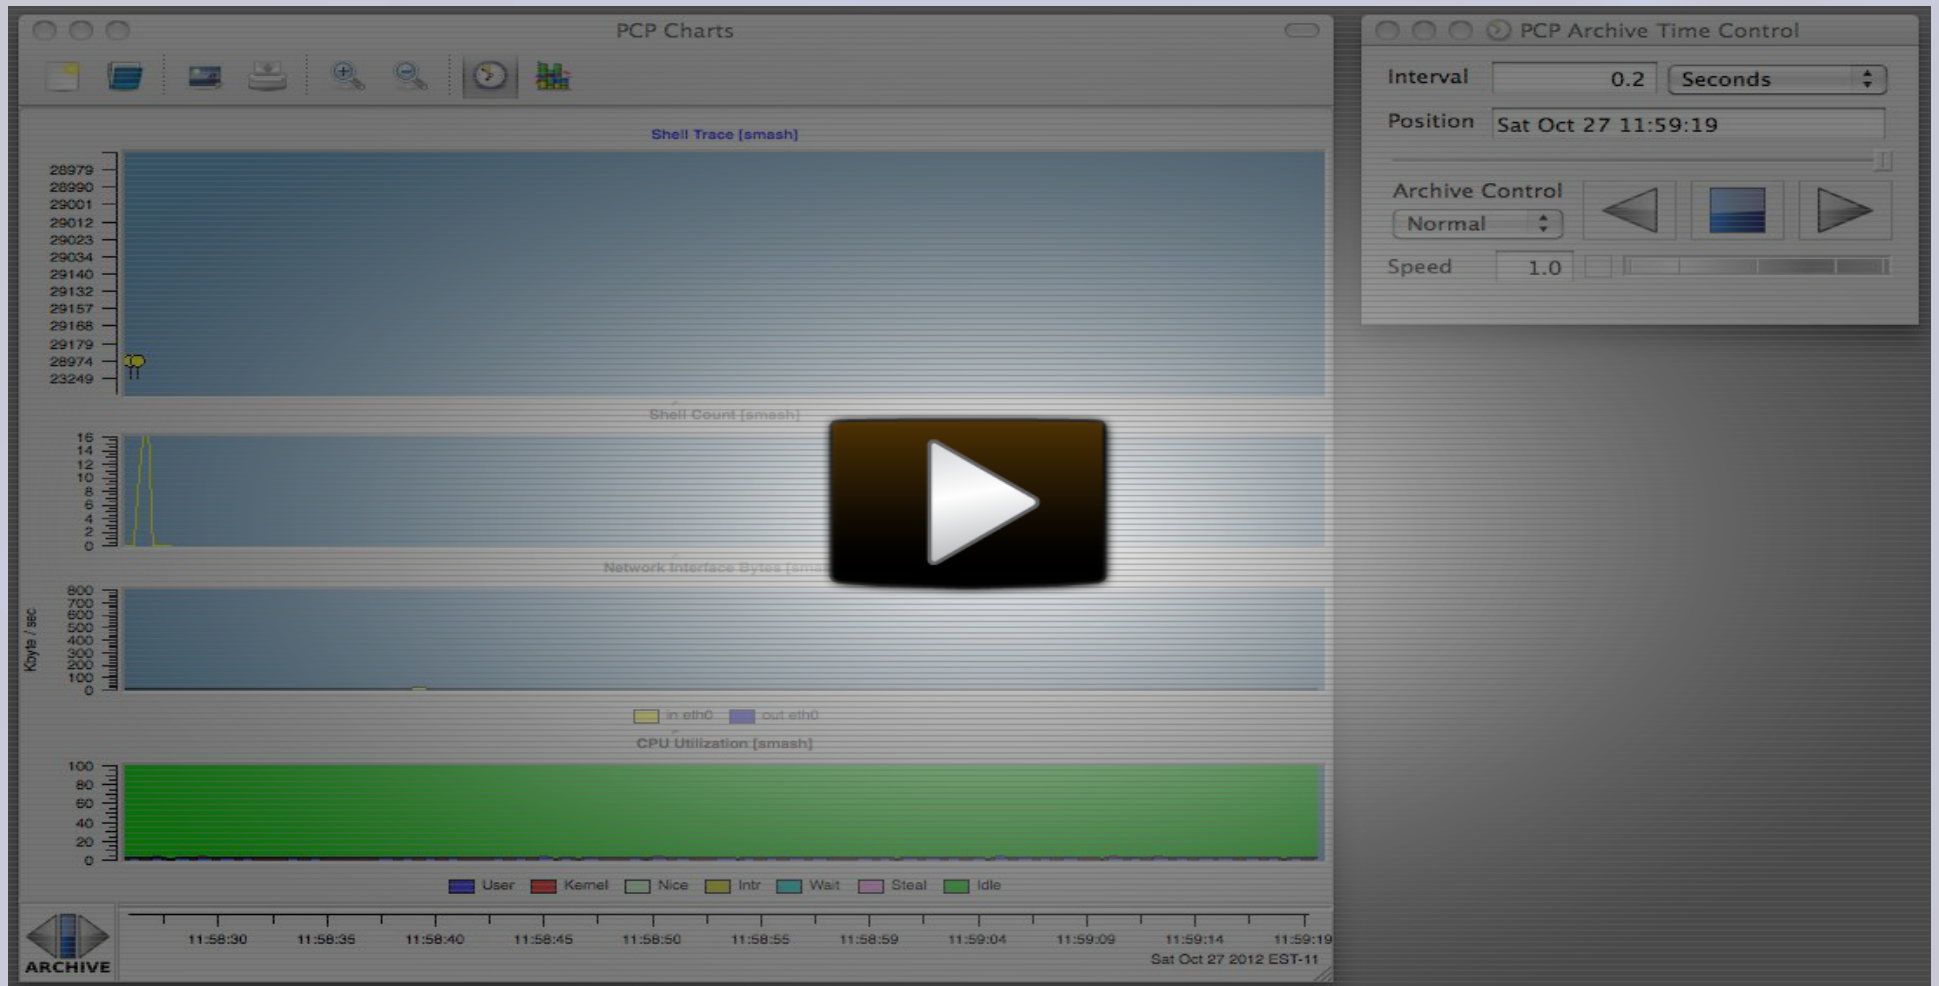 PCP Charts
Shell Trace [smash]
28979
28990
29001
29012
29023
29034
29140
29132
29157
29168
29179
28974
23249
Shell Count [smash]
16
14
12
10
8
6
4
2
0
Network Interface Bytes [sma
Kbyte / sec
800
700
600
500
400
300
200
100
0
in eth0 out eth0
CPU Utilization [smash]
100
80
60
40
20
0
User Kernel Nice Intr Wait Steal Idle
11:58:30 11:58:35 11:58:40 11:58:45 11:58:50 11:58:55 11:58:59 11:59:04 11:59:09 11:59:14 11:59:19
Sat Oct 27 2012 EST-11
ARCHIVE
PCP Archive Time Control
Interval 0.2 Seconds
Position Sat Oct 27 11:59:19
Archive Control
Normal
Speed 1.0